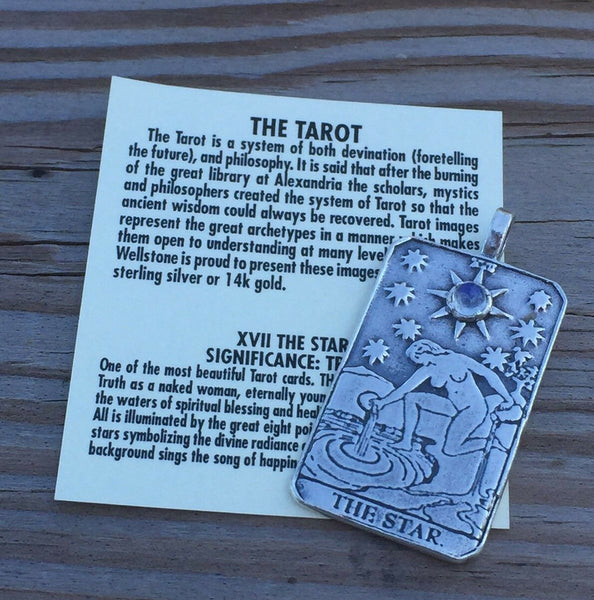 THE TAROT
The Tarot is a system of both devination (foretelling
the future), and philosophy. It is said that after the burning
of the great library at Alexandria the scholars, mystics
and philosophers created the system of Tarot so that the
ancient wisdom could always be recovered. Tarot images
represent the great archetypes in a manner which makes
them open to understanding at many
Wellstone is proud to present these images
sterling silver or 14k gold.
XVII THE STAR
SIGNIFICANCE:
One of the most beautiful Tarot cards.
Truth as a naked woman, eternally
the waters of spiritual blessing and
All is illuminated by the great eight
stars symbolizing the divine radiance
background sings the song of
XVII
THE STAR